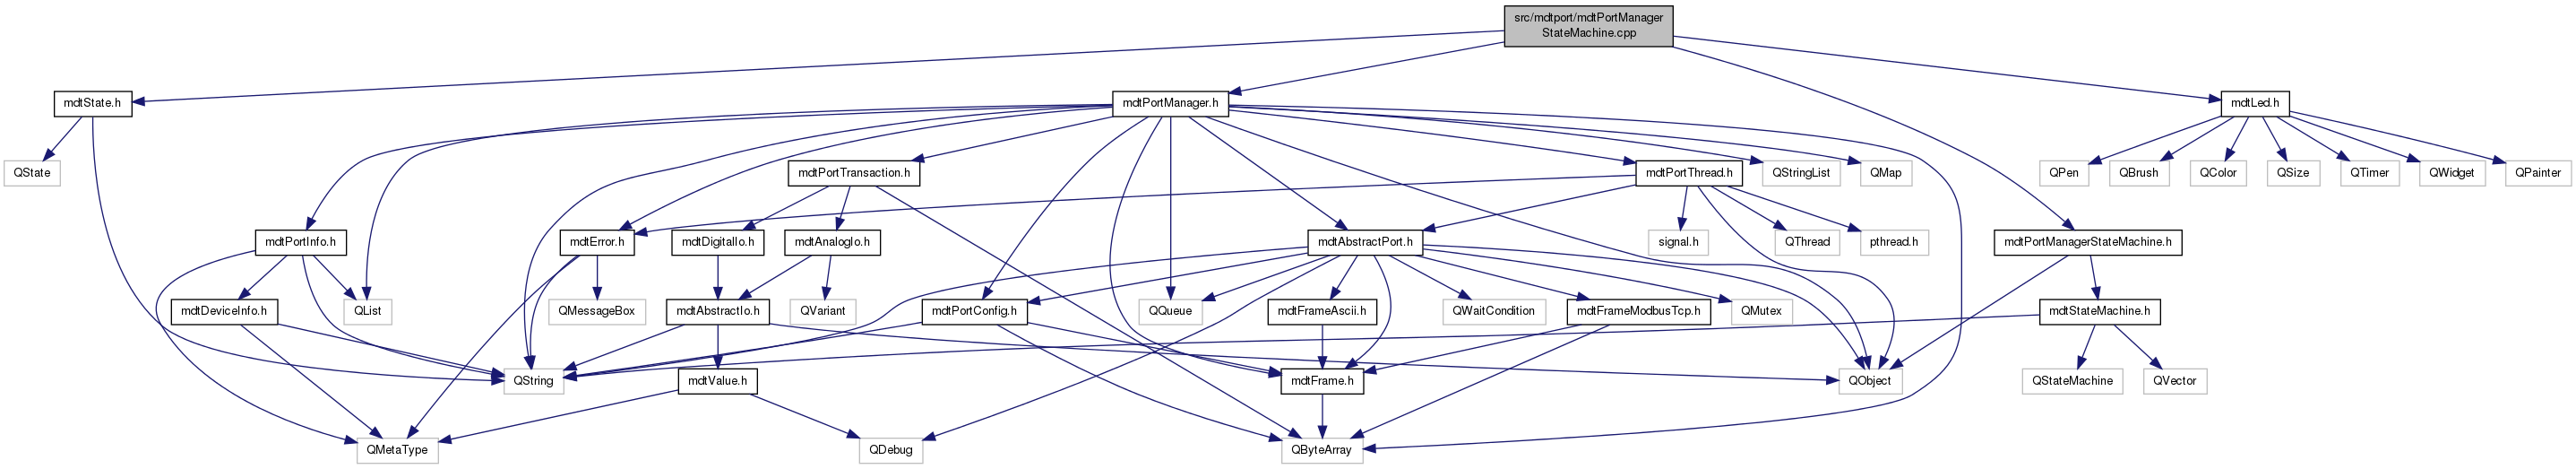 src/mdtport/mdtPortManager
StateMachine.cpp
mdtState.h
mdtPortManager.h
mdtLed.h
QState
mdtPortTransaction.h
mdtPortThread.h
QStringList
QMap
QPen
QBrush
QColor
QSize
QTimer
QWidget
QPainter
mdtPortInfo.h
mdtError.h
mdtDigitalIo.h
mdtAnalogIo.h
mdtAbstractPort.h
signal.h
QThread
pthread.h
mdtPortManagerStateMachine.h
mdtDeviceInfo.h
QList
QMessageBox
mdtAbstractIo.h
QVariant
mdtPortConfig.h
QQueue
mdtFrameAscii.h
QWaitCondition
mdtFrameModbusTcp.h
QMutex
mdtStateMachine.h
QString
mdtValue.h
mdtFrame.h
QObject
QStateMachine
QVector
QMetaType
QDebug
QByteArray